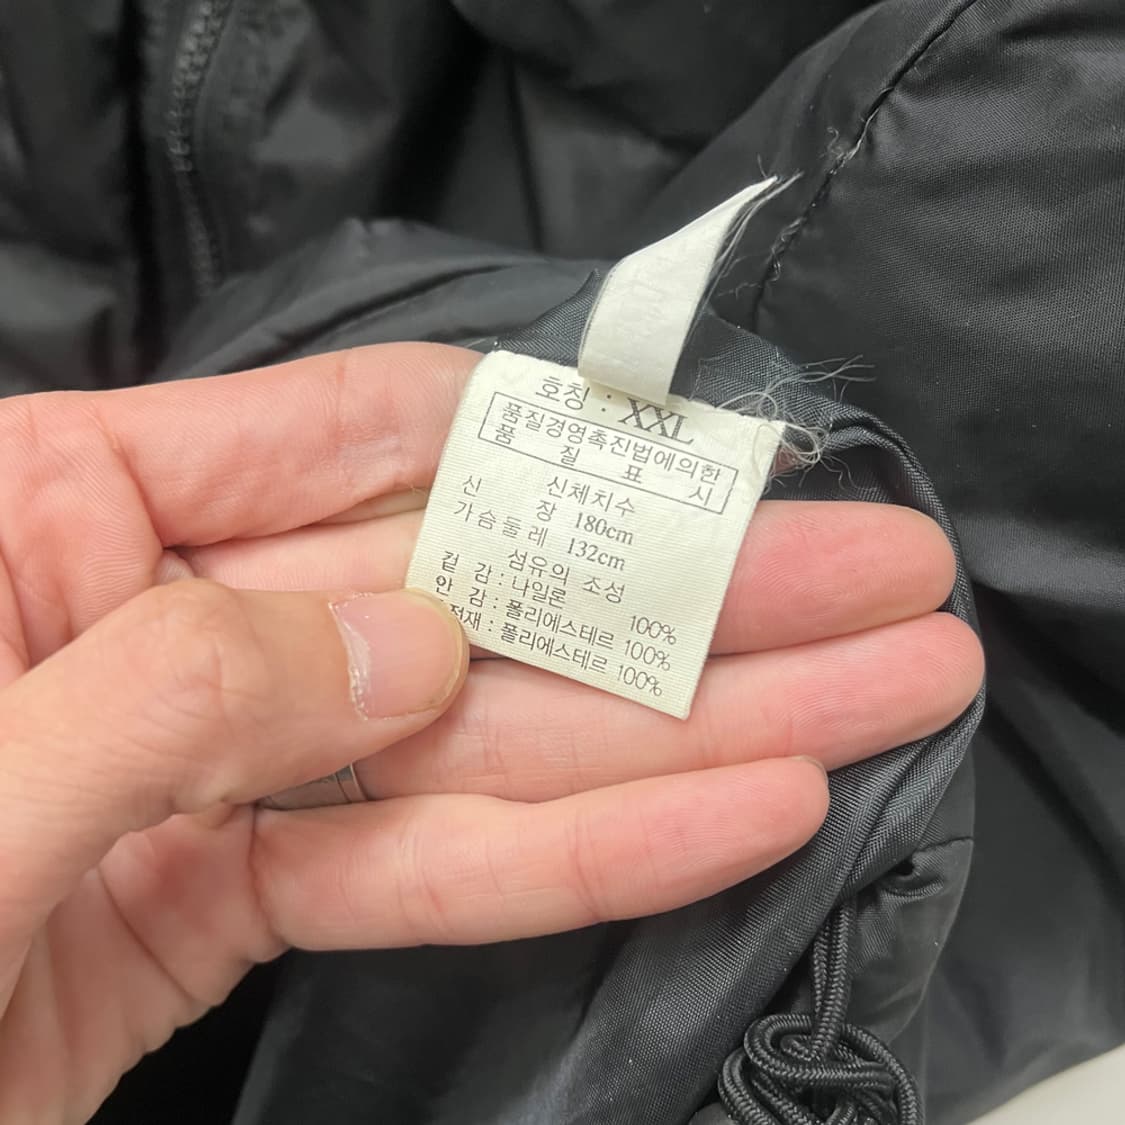 호칭 : XXL
품질경영촉진법에의한
품 질 표 시
신체치수
신 장 180cm
가슴둘레 132cm
섬유의 조성
겉 감 : 나일론 100%
안 감 : 폴리에스테르 100%
전재 : 폴리에스테르 100%